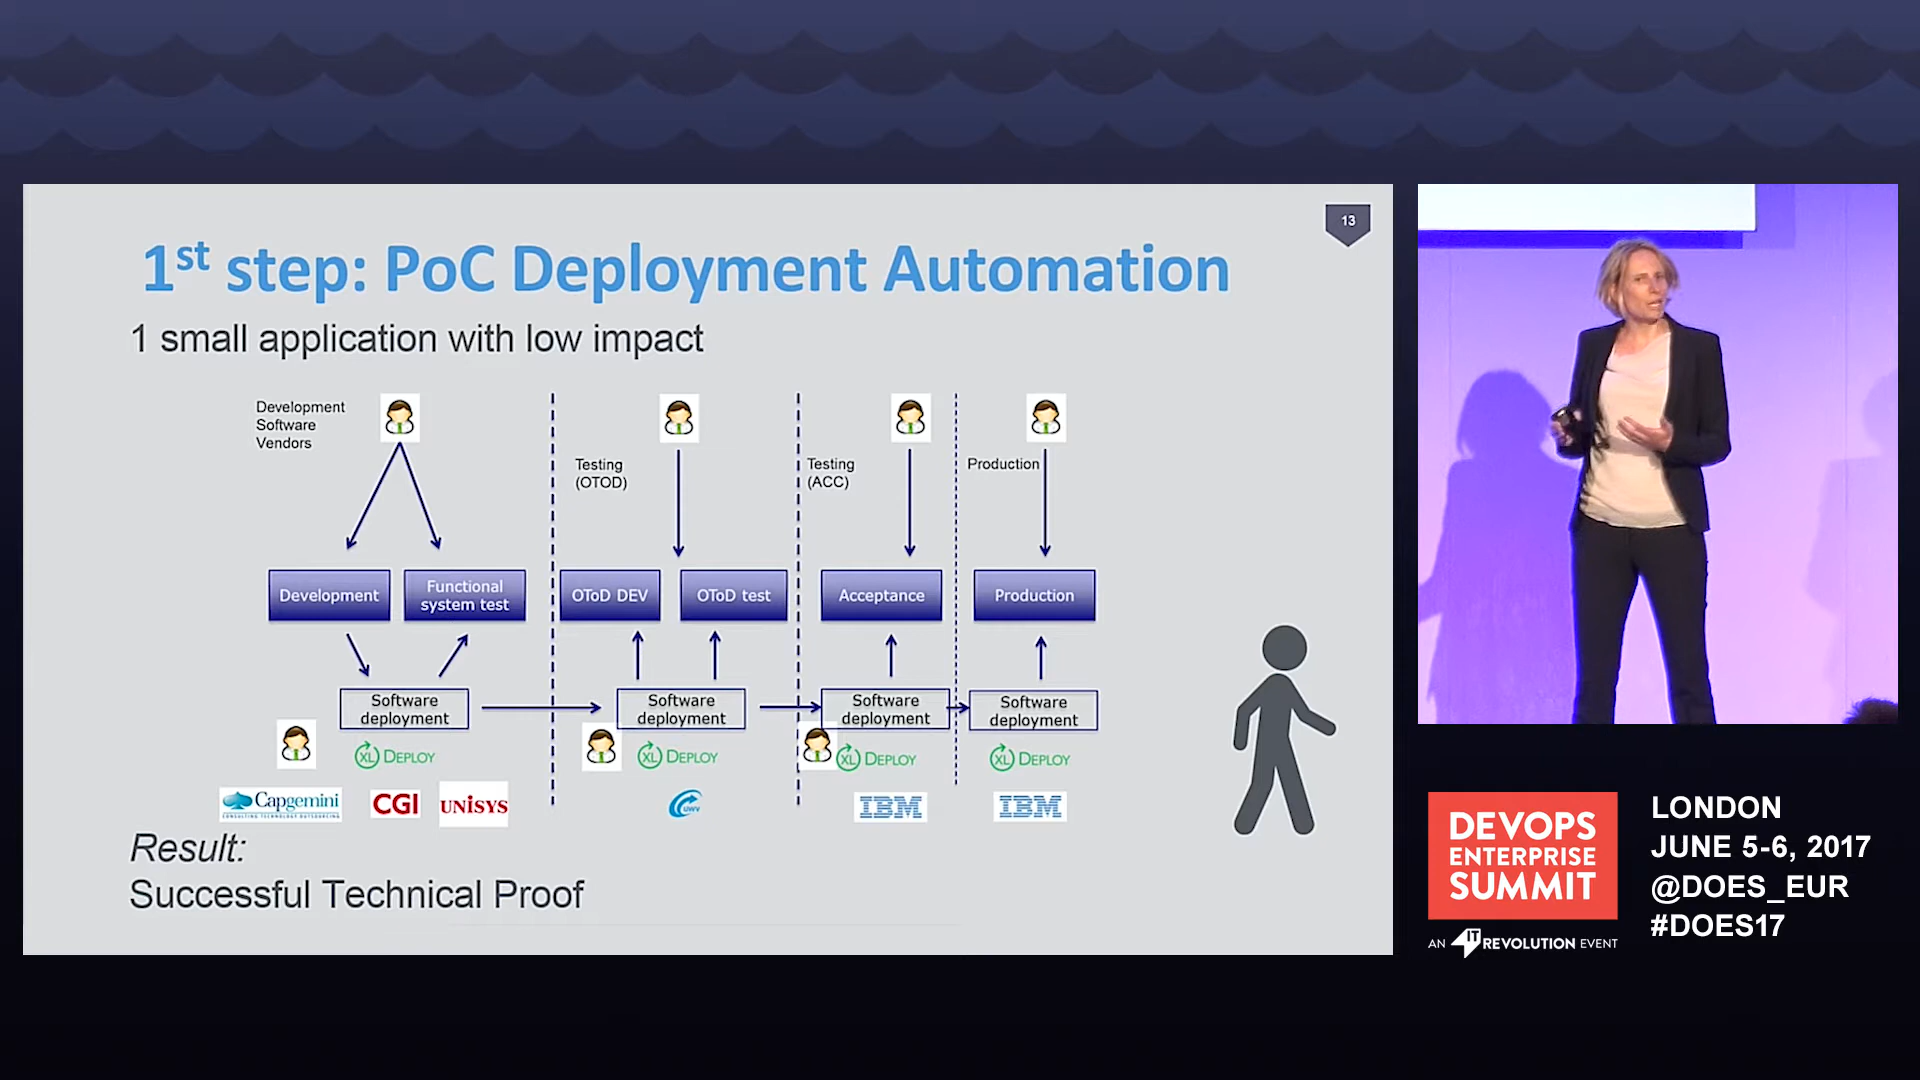 13
1st step: PoC Deployment Automation
1 small application with low impact
Development
Software
Vendors
Testing
(OTOD)
Testing
(ACC)
Production
Development
Functional
system test
OToD DEV
OToD test
Acceptance
Production
Software
deployment
Software
deployment
Software
deployment
Software
deployment
XL DEPLOY
XL DEPLOY
XL DEPLOY
XL DEPLOY
Capgemini
CONSULTING.TECHNOLOGY.OUTSOURCING
CGI
UNISYS
UWV
IBM
IBM
Result:
Successful Technical Proof
DEVOPS
ENTERPRISE
SUMMIT
AN IT REVOLUTION EVENT
LONDON
JUNE 5-6, 2017
@DOES_EUR
#DOES17